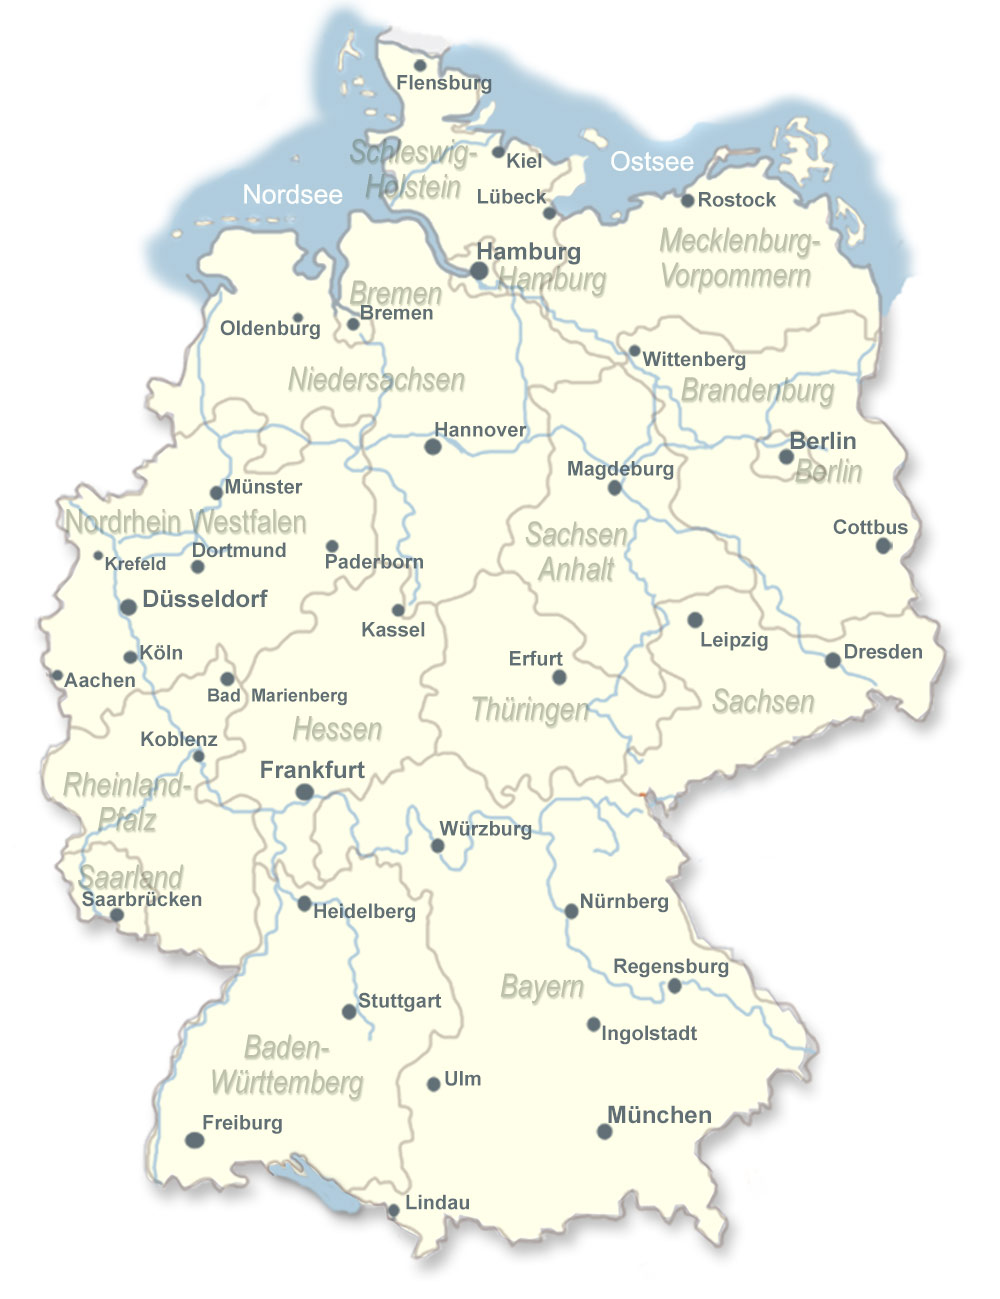 Flensburg
Schleswig-
Holstein
Kiel
Ostsee
Nordsee
Lübeck
Rostock
Hamburg
Hamburg
Mecklenburg-
Vorpommern
Bremen
Bremen
Oldenburg
Wittenberg
Niedersachsen
Brandenburg
Hannover
Berlin
Berlin
Magdeburg
Münster
Nordrhein Westfalen
Sachsen
Anhalt
Cottbus
Dortmund
Krefeld
Paderborn
Düsseldorf
Kassel
Leipzig
Köln
Erfurt
Dresden
Aachen
Bad Marienberg
Thüringen
Sachsen
Hessen
Koblenz
Frankfurt
Rheinland-
Pfalz
Würzburg
Saarland
Saarbrücken
Heidelberg
Nürnberg
Regensburg
Bayern
Stuttgart
Ingolstadt
Baden-
Württemberg
Ulm
München
Freiburg
Lindau